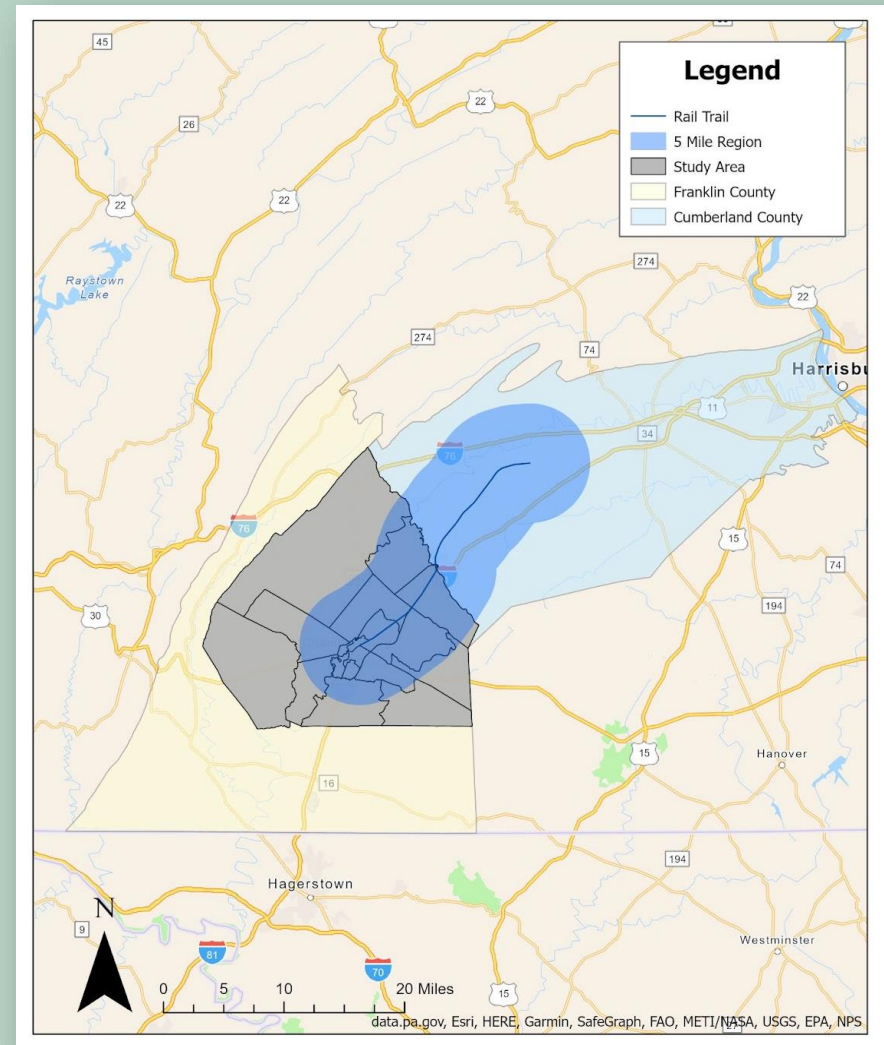 45
22
26
22
22
Legend
Rail Trail
5 Mile Region
Study Area
Franklin County
Cumberland County
Raystown
Lake
274
22
274
74
Harrisbu
11
34
76
76
15
74
30
194
15
Hanover
16
194
Hagerstown
N
9
Westminster
81
70
0 5 10 20 Miles
15
data.pa.gov, Esri, HERE, Garmin, SafeGraph, FAO, METI/NASA, USGS, EPA, NPS